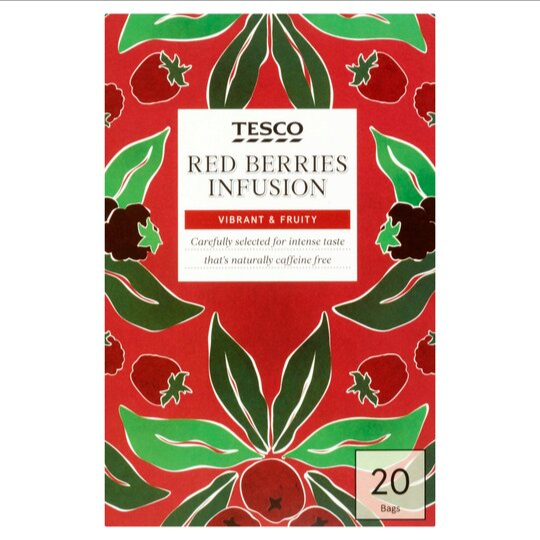 TESCO
RED BERRIES
INFUSION
VIBRANT & FRUITY
Carefully selected for intense taste
that's naturally caffeine free
20
Bags